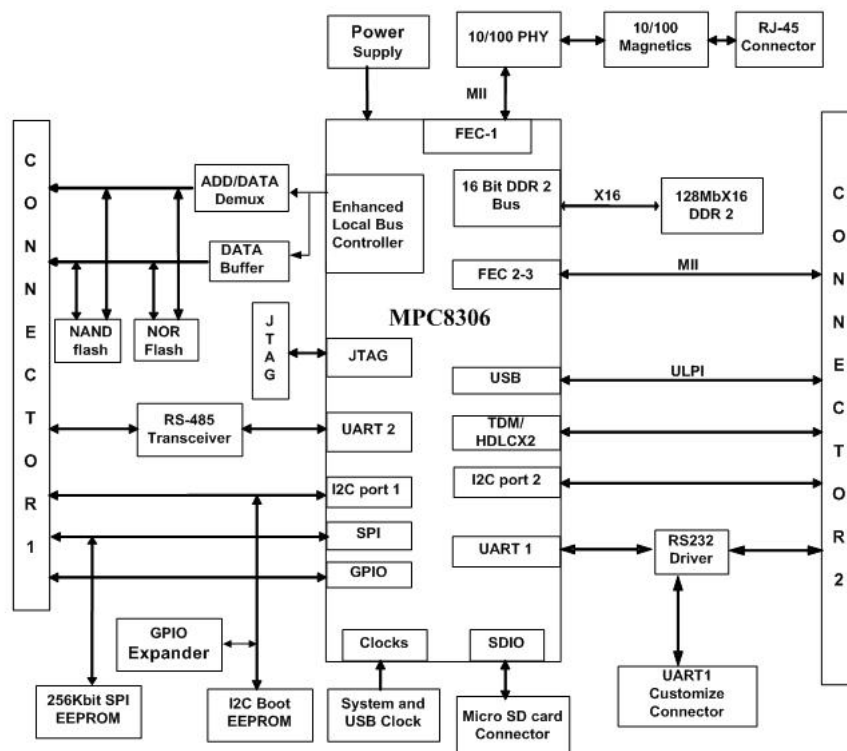 Power
Supply
10/100 PHY
10/100
Magnetics
RJ-45
Connector
MII
FEC-1
CONNECTOR1
ADD/DATA
Demux
DATA
Buffer
Enhanced
Local Bus
Controller
16 Bit DDR 2
Bus
X16
128MbX16
DDR 2
FEC 2-3
MII
CONNECTOR2
NAND
flash
NOR
Flash
JTAG
JTAG
MPC8306
USB
ULPI
RS-485
Transceiver
UART 2
TDM/
HDLCX2
I2C port 1
I2C port 2
SPI
UART 1
RS232
Driver
GPIO
GPIO
Expander
Clocks
SDIO
256Kbit SPI
EEPROM
I2C Boot
EEPROM
System and
USB Clock
Micro SD card
Connector
UART1
Customize
Connector